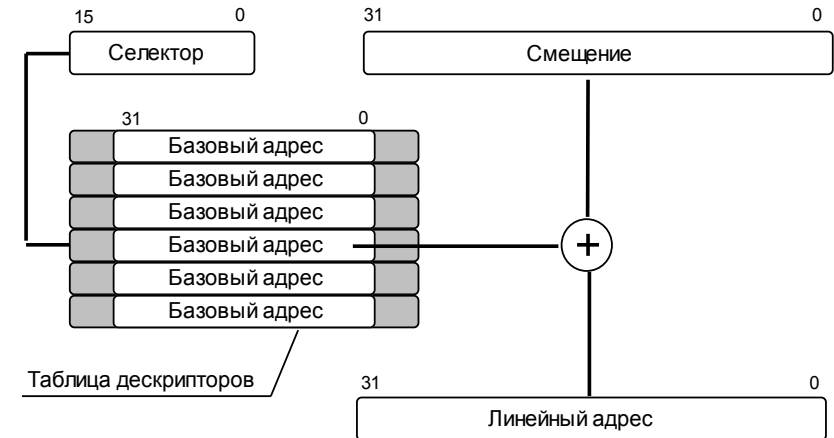 15 0 31 0
Селектор Смещение
31 0
Базовый адрес
Базовый адрес
Базовый адрес
Базовый адрес
+
Базовый адрес
Базовый адрес
Таблица дескрипторов
31 0
Линейный адрес